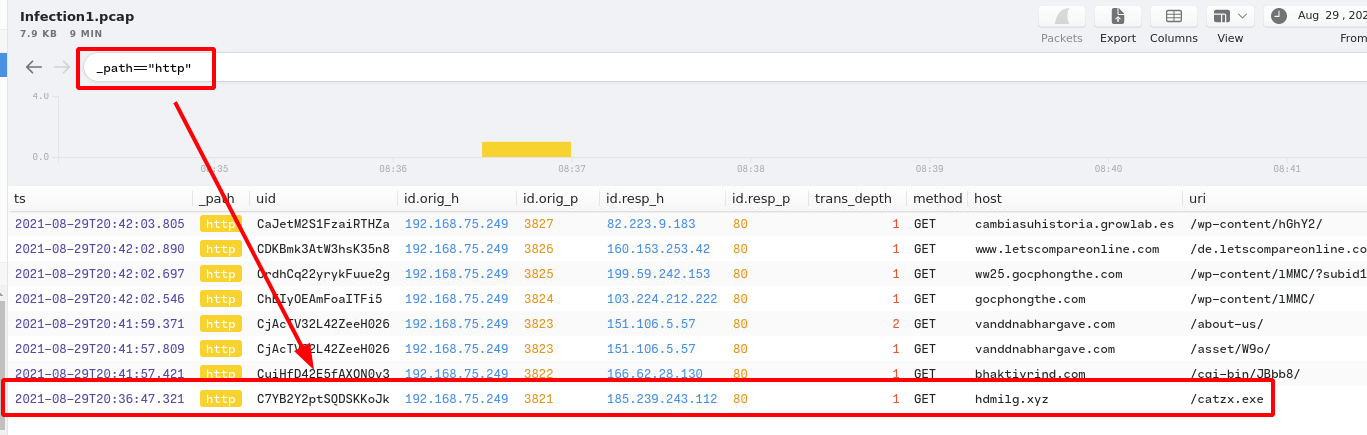 Infection1.pcap
7.9 KB 9 MIN
Packets Export Columns View From
Aug 29 , 202
_path=="http"
4.0
0.0
08:35 08:36 08:37 08:38 08:39 08:40 08:41
ts _path uid id.orig_h id.orig_p id.resp_h id.resp_p trans_depth method host uri
2021-08-29T20:42:03.805 http CaJetM2S1FzaiRTHZa 192.168.75.249 3827 82.223.9.183 80 1 GET cambiasuhistoria.growlab.es /wp-content/hGhY2/
2021-08-29T20:42:02.890 http CDKBmk3AtW3hsK35n8 192.168.75.249 3826 160.153.253.42 80 1 GET www.letscompareonline.com /de.letscompareonline.co
2021-08-29T20:42:02.697 http 192.168.75.249 3825 199.59.242.153 80 1 GET ww25.gocphongthe.com /wp-content/lMMC/?subid1
2021-08-29T20:42:02.546 http 192.168.75.249 3824 103.224.212.222 80 1 GET gocphongthe.com /wp-content/lMMC/
2021-08-29T20:41:59.371 http CjAcTV32L42ZeeH026 192.168.75.249 3823 151.106.5.57 80 2 GET vanddnabhargave.com /about-us/
2021-08-29T20:41:57.809 http CjAcTV32L42ZeeH026 192.168.75.249 3823 151.106.5.57 80 1 GET vanddnabhargave.com /asset/W9o/
2021-08-29T20:41:57.421 http 192.168.75.249 3822 166.62.28.130 80 1 GET bhaktivrind.com /cgi-bin/JBbb8/
2021-08-29T20:36:47.321 http C7YB2Y2ptSQDSKKoJk 192.168.75.249 3821 185.239.243.112 80 1 GET hdmilg.xyz /catzx.exe